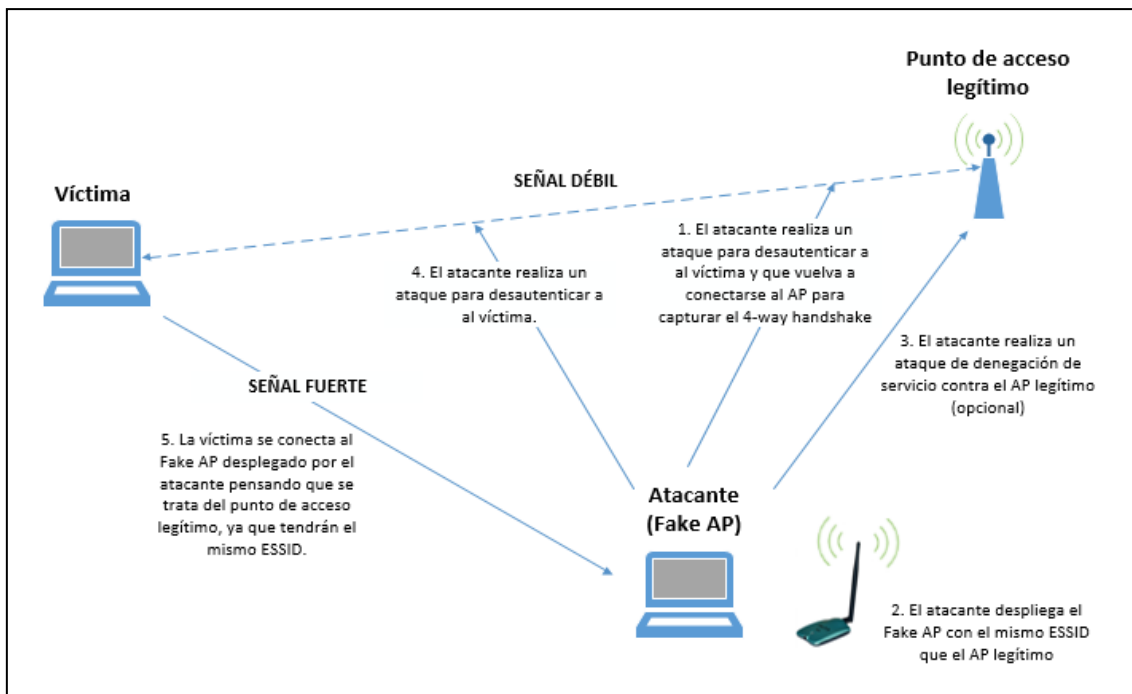 Punto de acceso
legítimo
SEÑAL DÉBIL
Víctima
1. El atacante realiza un
ataque para desautenticar a
al víctima y que vuelva a
conectarse al AP para
capturar el 4-way handshake
4. El atacante realiza un
ataque para desautenticar a
al víctima.
3. El atacante realiza un
ataque de denegación de
servicio contra el AP legítimo
(opcional)
SEÑAL FUERTE
5. La víctima se conecta al
Fake AP desplegado por el
atacante pensando que se
trata del punto de acceso
legítimo, ya que tendrán el
mismo ESSID.
Atacante
(Fake AP)
2. El atacante despliega el
Fake AP con el mismo ESSID
que el AP legítimo